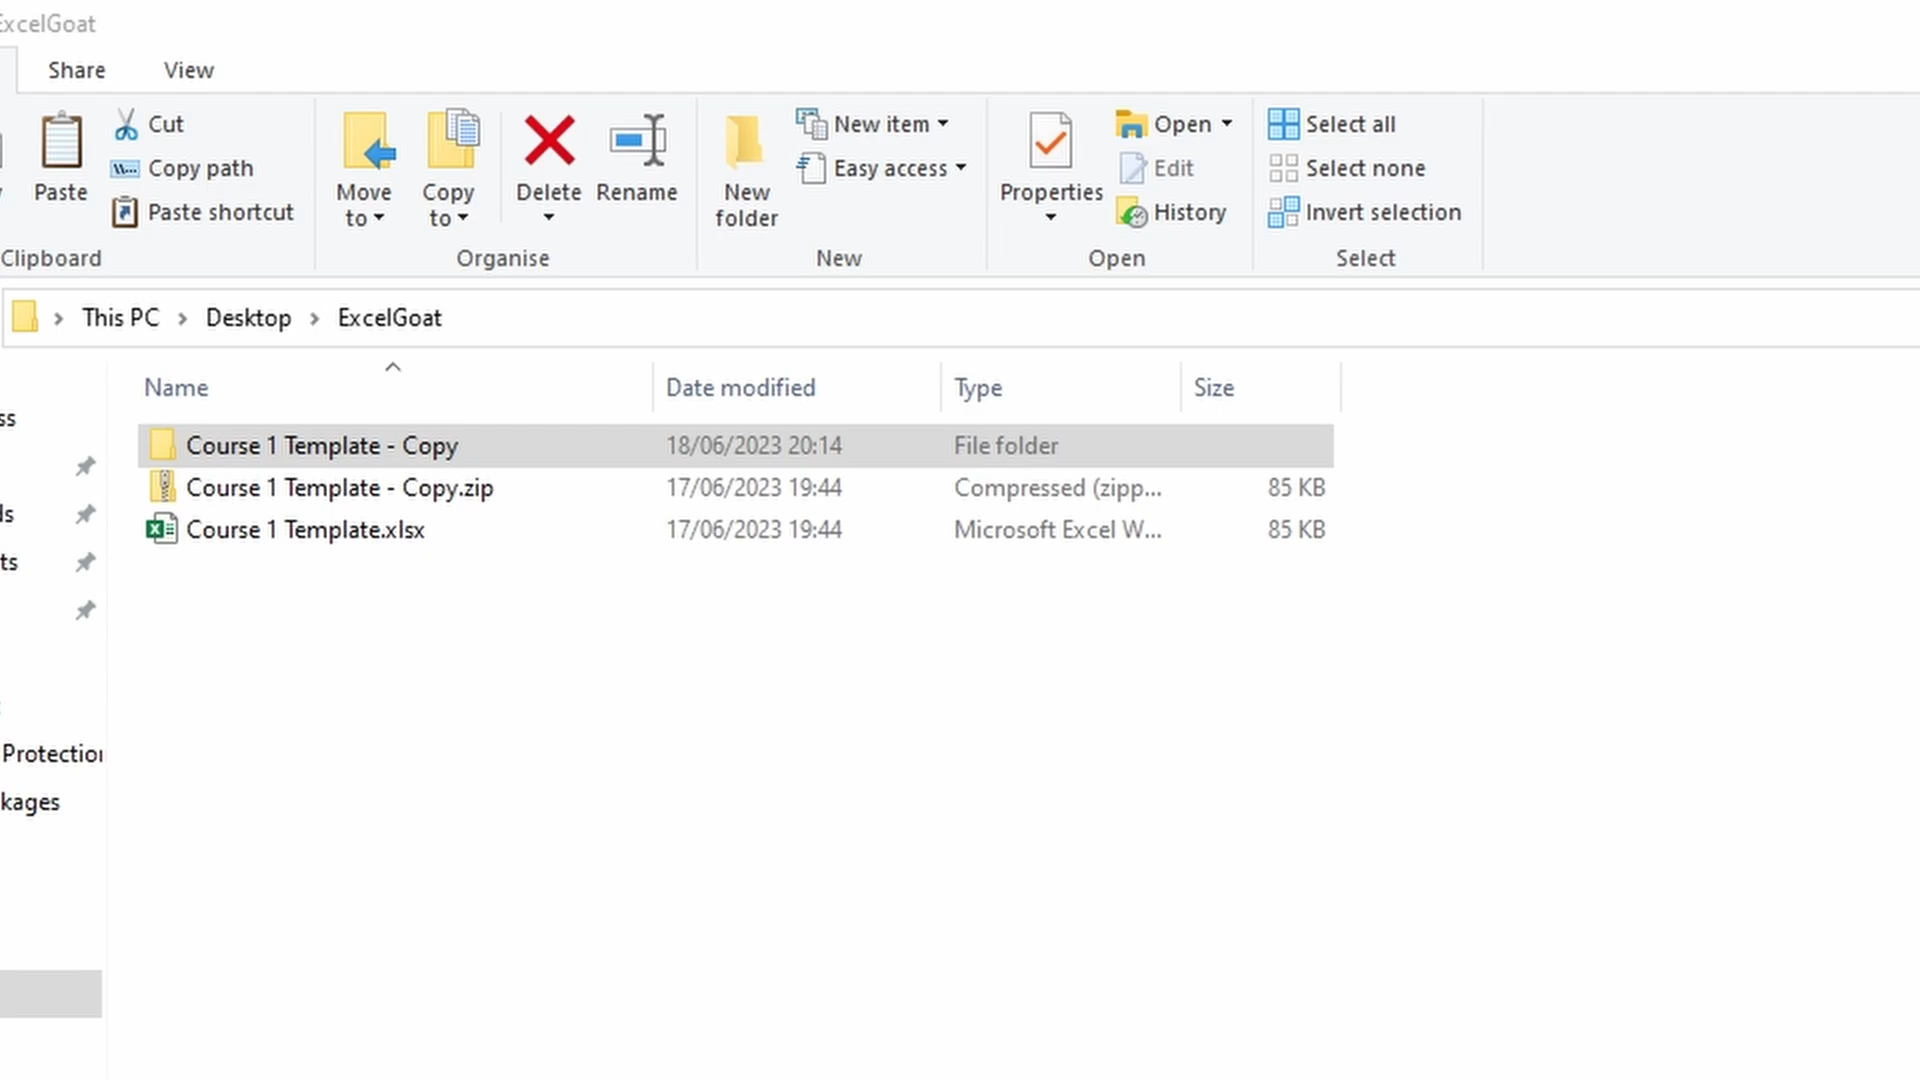 ExcelGoat
Share View
Paste
Cut
Copy path
Paste shortcut
Clipboard
Move to
Copy to
Delete
Rename
Organise
New folder
New item
Easy access
New
Properties
Open
Edit
History
Open
Select all
Select none
Invert selection
Select
This PC > Desktop > ExcelGoat
Name Date modified Type Size
Course 1 Template - Copy 18/06/2023 20:14 File folder
Course 1 Template - Copy.zip 17/06/2023 19:44 Compressed (zipp... 85 KB
Course 1 Template.xlsx 17/06/2023 19:44 Microsoft Excel W... 85 KB
ss
ds
ts
Protection
kages